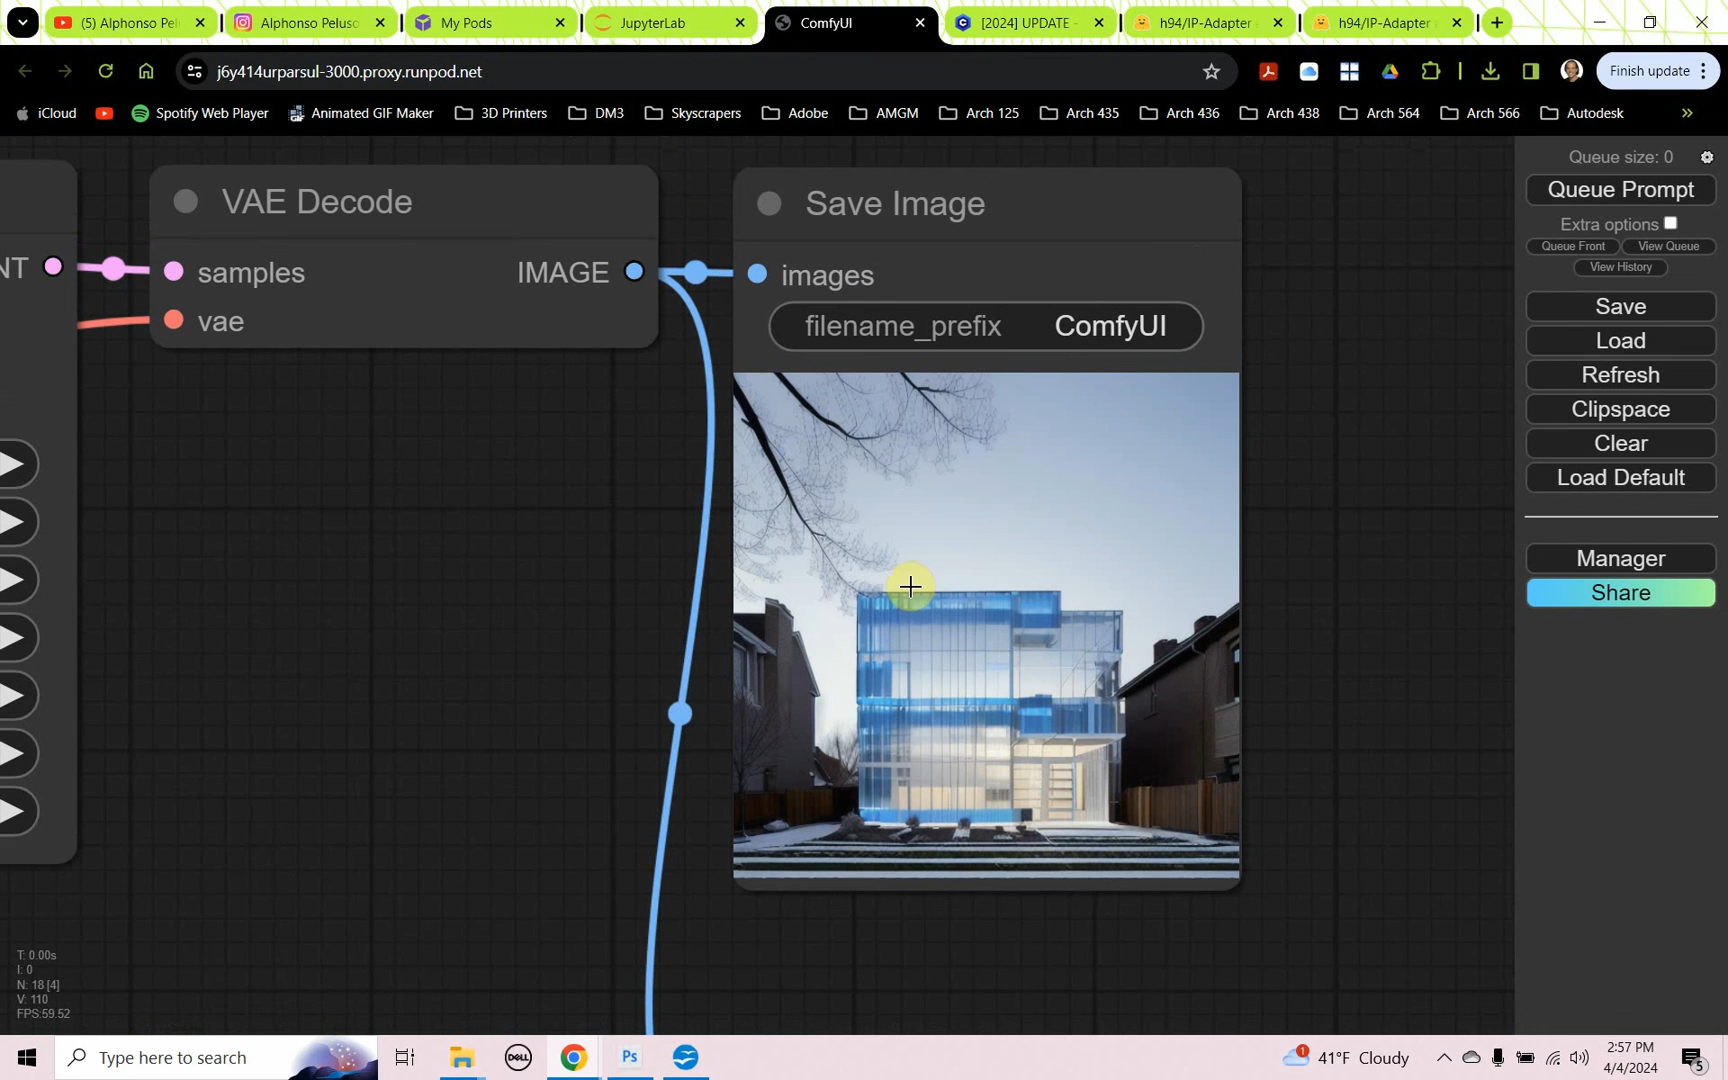 (5) Alphonso Pel
Alphonso Peluso
My Pods
JupyterLab
ComfyUI
[2024] UPDATE -
h94/IP-Adapter
h94/IP-Adapter
j6y414urparsul-3000.proxy.runpod.net
Finish update
iCloud
Spotify Web Player
Animated GIF Maker
3D Printers
DM3
Skyscrapers
Adobe
AMGM
Arch 125
Arch 435
Arch 436
Arch 438
Arch 564
Arch 566
Autodesk
»
VAE Decode
NT
samples
IMAGE
vae
Save Image
images
filename_prefix
ComfyUI
Queue size: 0
Queue Prompt
Extra options
Queue Front
View Queue
View History
Save
Load
Refresh
Clipspace
Clear
Load Default
Manager
Share
T: 0.00s
I: 0
N: 18 [4]
V: 110
FPS:59.52
Type here to search
DELL
Ps
1
41°F Cloudy
2:57 PM
4/4/2024
5